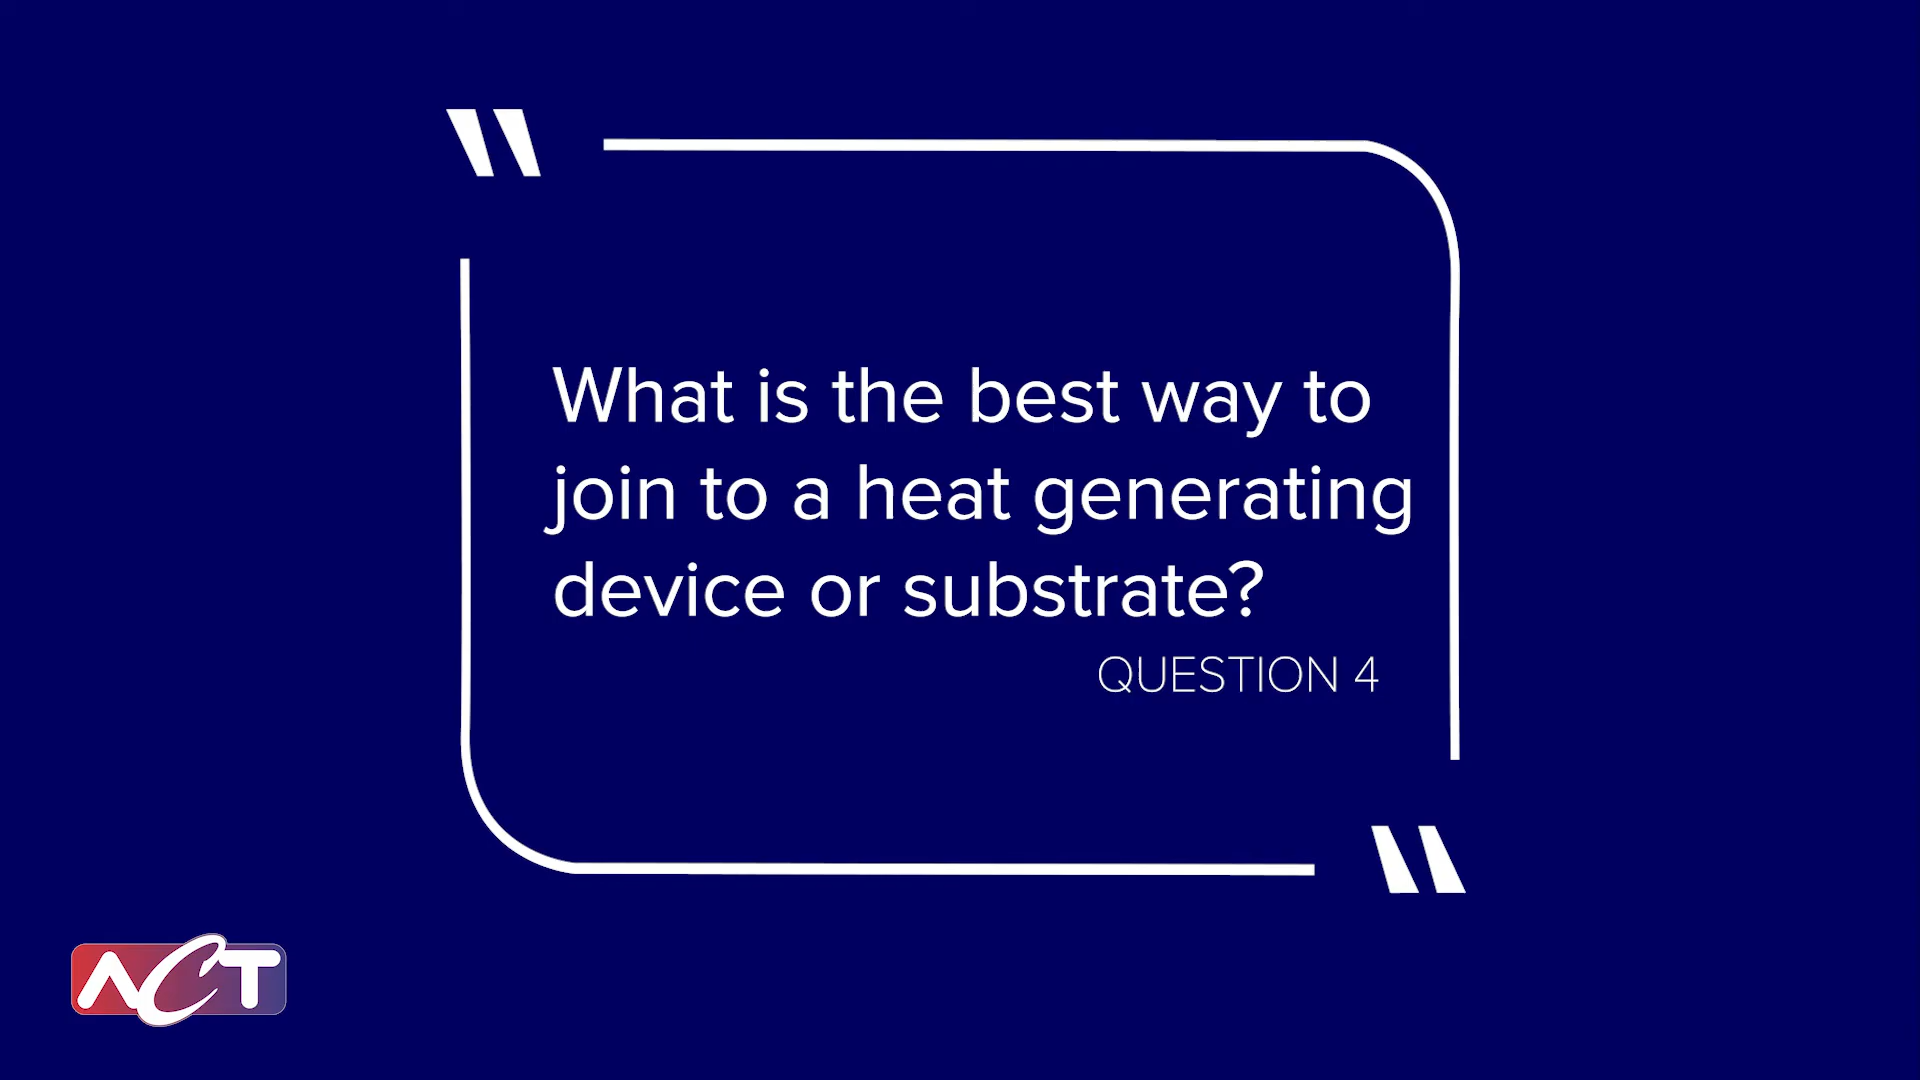 What is the best way to
join to a heat generating
device or substrate?
QUESTION 4
ACT